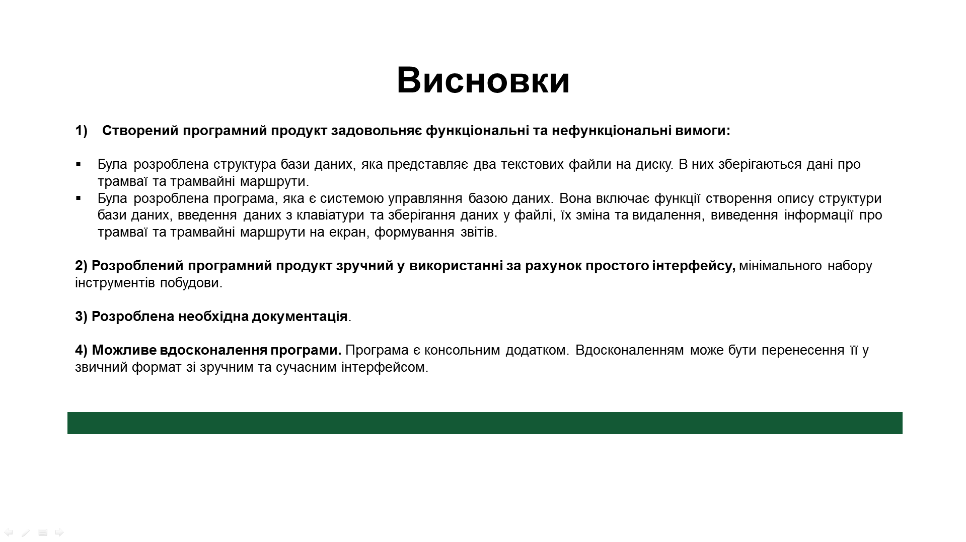 Висновки
1) Створений програмний продукт задовольняє функціональні та нефункціональні вимоги:
▪ Була розроблена структура бази даних, яка представляє два текстових файли на диску. В них зберігаються дані про
трамваї та трамвайні маршрути.
▪ Була розроблена програма, яка є системою управляння базою даних. Вона включає функції створення опису структури
бази даних, введення даних з клавіатури та зберігання даних у файлі, їх зміна та видалення, виведення інформації про
трамваї та трамвайні маршрути на екран, формування звітів.
2) Розроблений програмний продукт зручний у використанні за рахунок простого інтерфейсу, мінімального набору
інструментів побудови.
3) Розроблена необхідна документація.
4) Можливе вдосконалення програми. Програма є консольним додатком. Вдосконаленням може бути перенесення її у
звичний формат зі зручним та сучасним інтерфейсом.